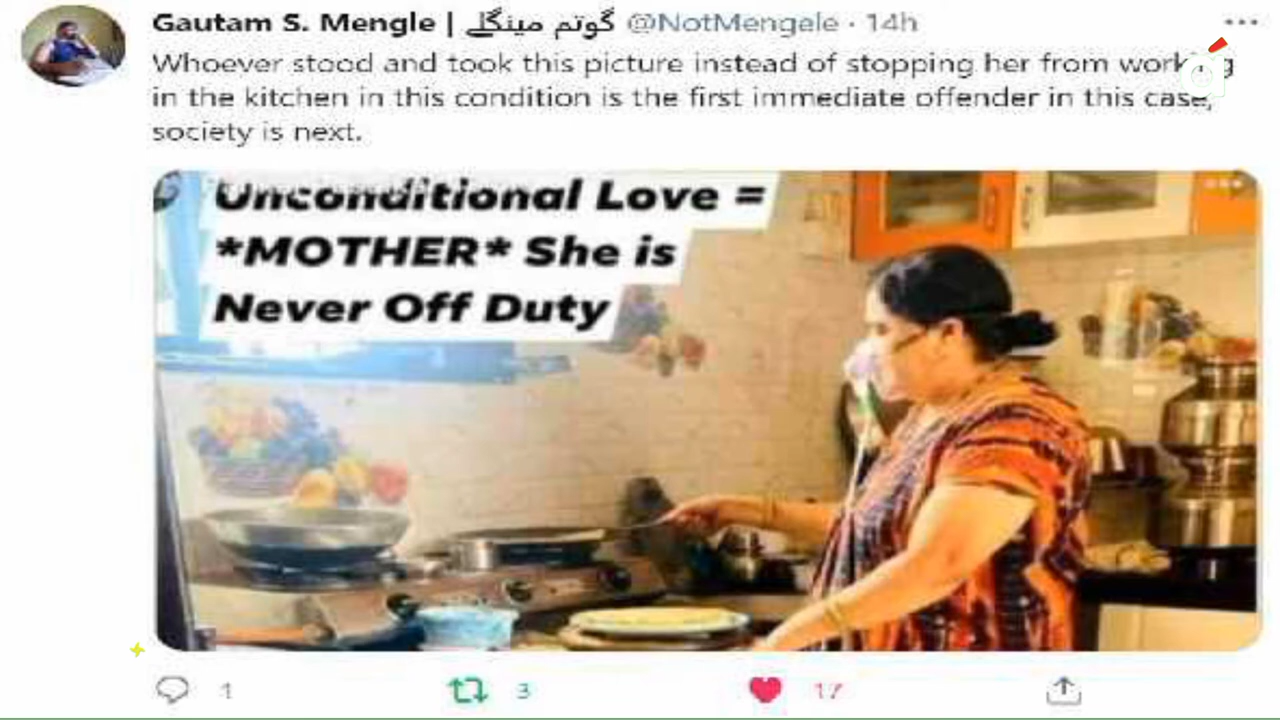 Gautam S. Mengle | گوتم مینگلے @NotMengele · 14h
Whoever stood and took this picture instead of stopping her from working
in the kitchen in this condition is the first immediate offender in this case,
society is next.
Unconditional Love =
*MOTHER* She is
Never Off Duty
1 3 17